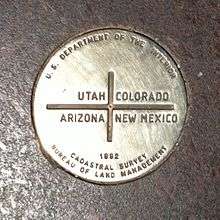 U.S. DEPARTMENT OF THE INTERIOR
UTAH COLORADO
ARIZONA NEW MEXICO
1992
CADASTRAL SURVEY
BUREAU OF LAND MANAGEMENT